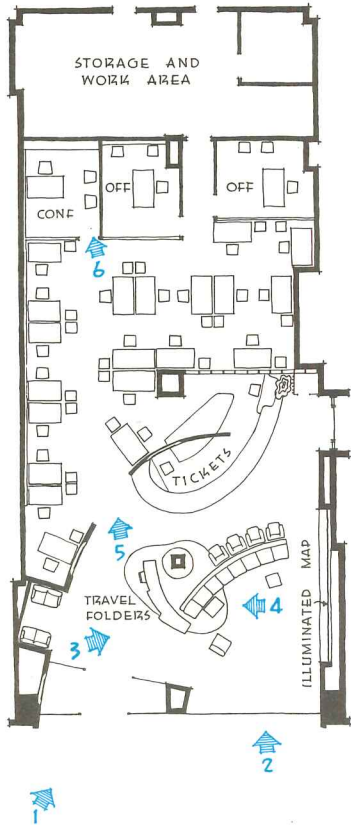 STORAGE AND
WORK AREA
OFF
OFF
CONF
6
TICKETS
5
TRAVEL
FOLDERS
4
3
ILLUMINATED MAP
2
1